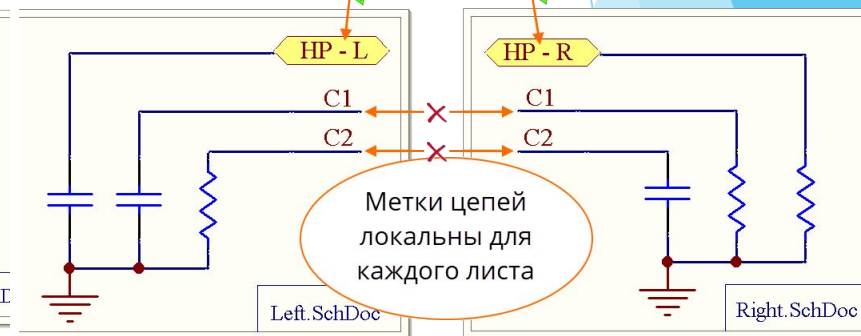 HP - L
HP - R
C1
C1
C2
C2
Метки цепей
локальны для
каждого листа
Left.SchDoc
Right.SchDoc